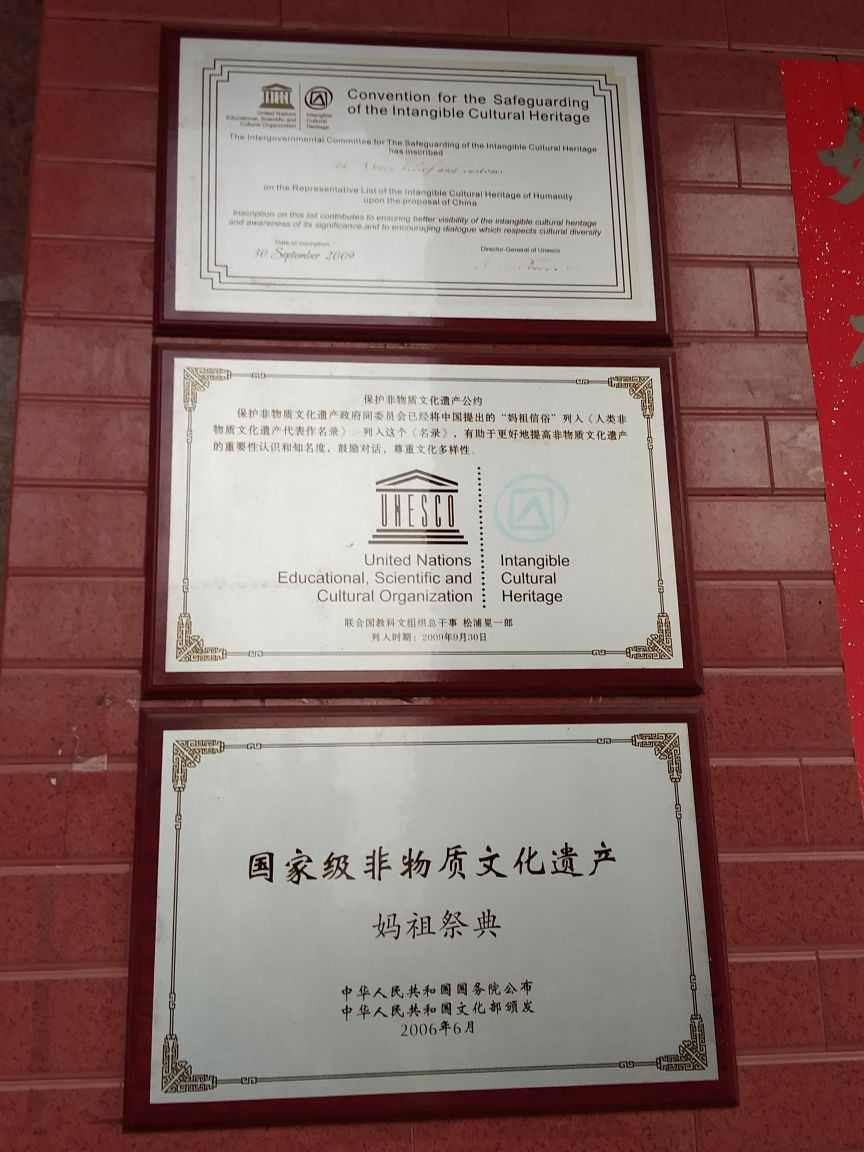 Convention for the Safeguarding
of the Intangible Cultural Heritage
UNESCO
United Nations
Educational, Scientific and
Cultural Organization
Intangible
Cultural
Heritage
The Intergovernmental Committee for The Safeguarding of the Intangible Cultural Heritage
has inscribed
belief and customs
on the Representative List of the Intangible Cultural Heritage of Humanity
upon the proposal of China
Inscription on this list contributes to ensuring better visibility of the intangible cultural heritage
and awareness of its significance.and to encouraging dialogue which respects cultural diversity
Date of inscription
30 September 2009
Director-General of Unesco
保护非物质文化遗产公约
保护非物质文化遗产政府间委员会已经将中国提出的“妈祖信俗”列入《人类非
物质文化遗产代表作名录》。列入这个《名录》，有助于更好地提高非物质文化遗产
的重要性认识和知名度，鼓励对话，尊重文化多样性。
UNESCO
United Nations
Educational, Scientific and
Cultural Organization
Intangible
Cultural
Heritage
联合国教科文组织总干事 松浦晃一郎
列入时期：2009年9月30日
国家级非物质文化遗产
妈祖祭典
中华人民共和国国务院公布
中华人民共和国文化部颁发
2006年6月